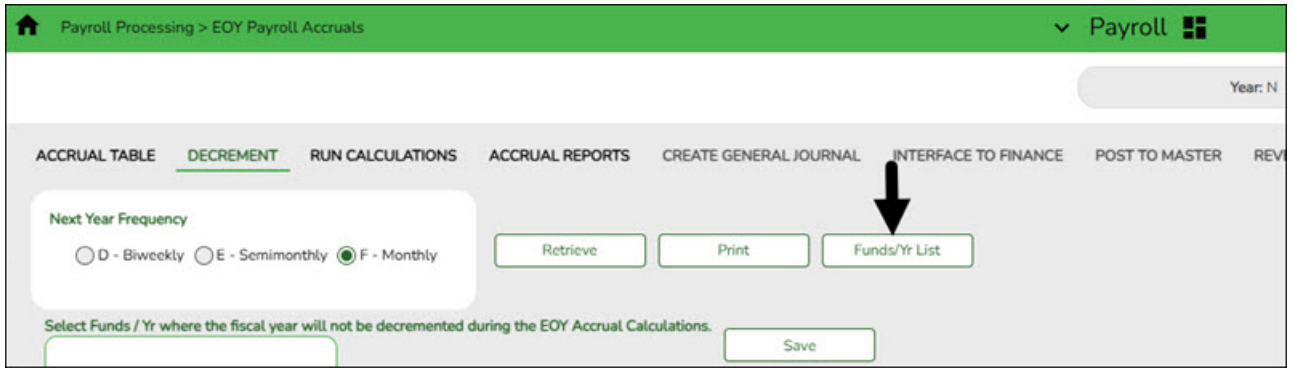 Payroll Processing > EOY Payroll Accruals
Payroll
Year: N
ACCRUAL TABLE DECREMENT RUN CALCULATIONS ACCRUAL REPORTS CREATE GENERAL JOURNAL INTERFACE TO FINANCE POST TO MASTER REVI
Next Year Frequency
D - Biweekly E - Semimonthly F - Monthly
Retrieve Print Funds/Yr List
Select Funds / Yr where the fiscal year will not be decremented during the EOY Accrual Calculations.
Save